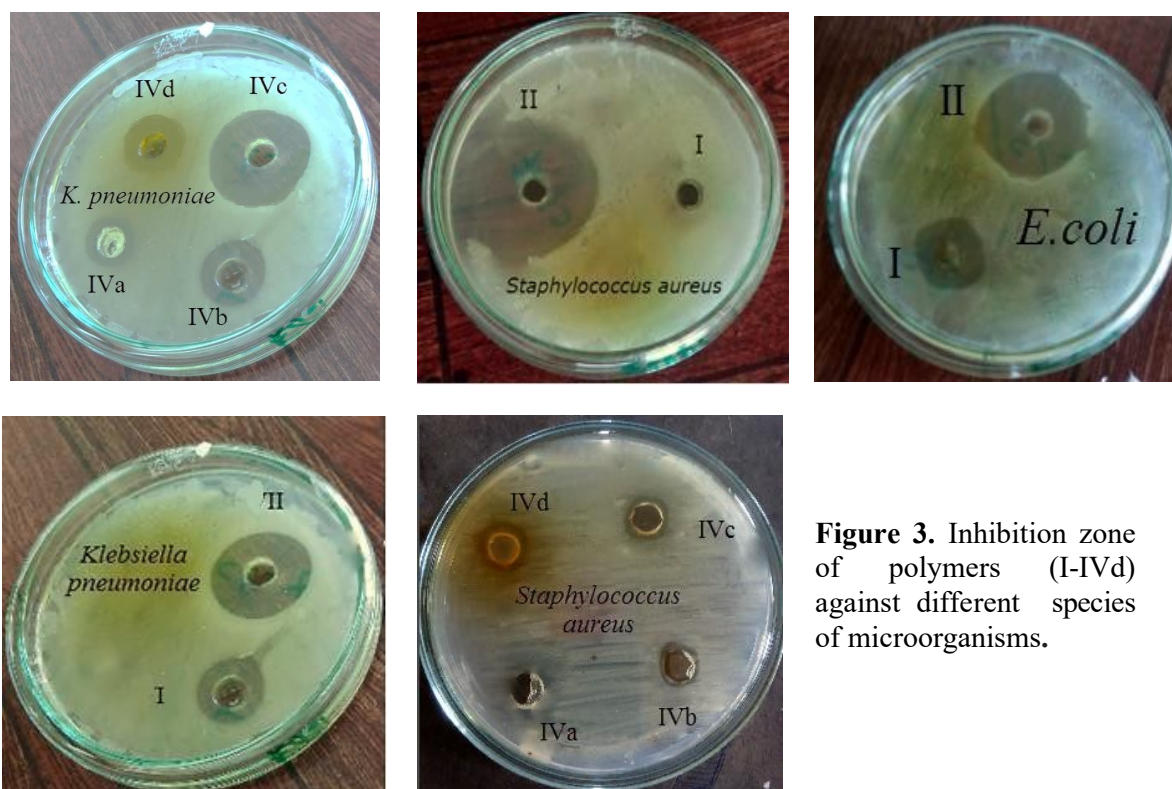 IVd
IVc
K. pneumoniae
IVa
IVb
II
I
Staphylococcus aureus
II
E.coli
I
II
Klebsiella
pneumoniae
I
IVd
IVc
Staphylococcus
aureus
IVa
IVb
Figure 3. Inhibition zone
of polymers (I-IVd)
against different species
of microorganisms.